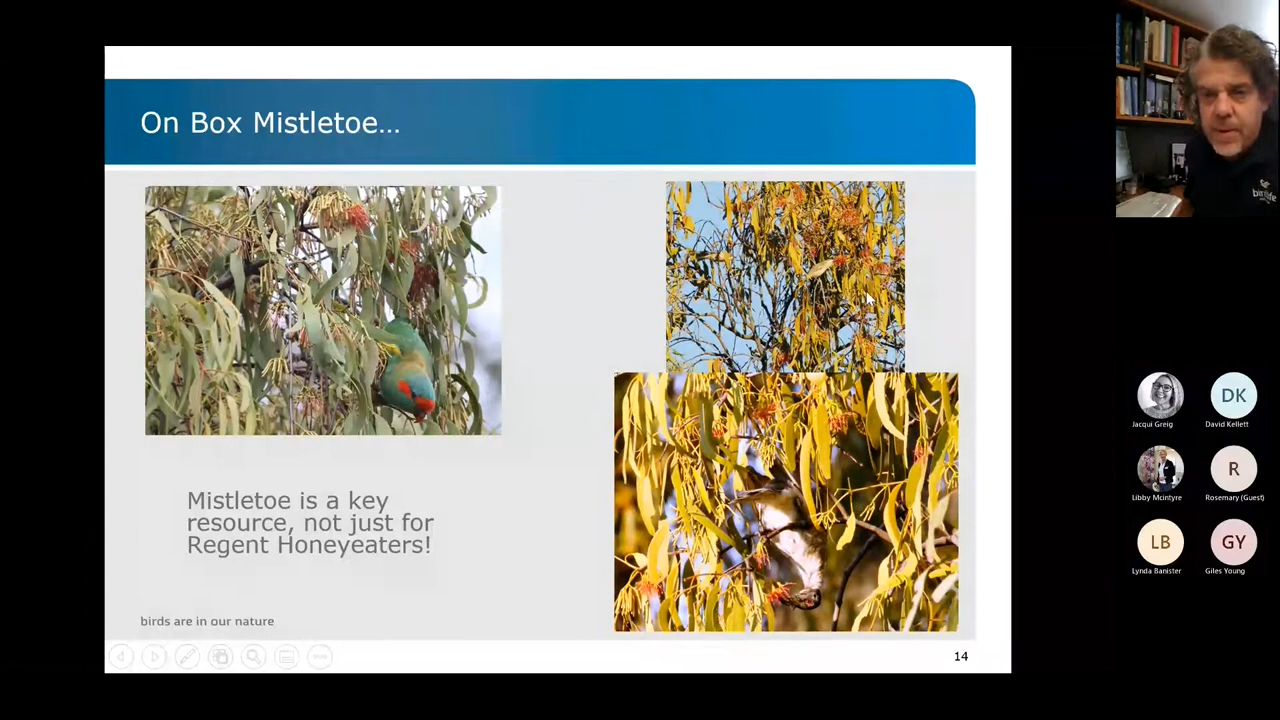 On Box Mistletoe...
Mistletoe is a key
resource, not just for
Regent Honeyeaters!
birds are in our nature
14
birdlife
Jacqui Greig
DK
David Kellett
Libby Mcintyre
R
Rosemary (Guest)
LB
Lynda Banister
GY
Giles Young